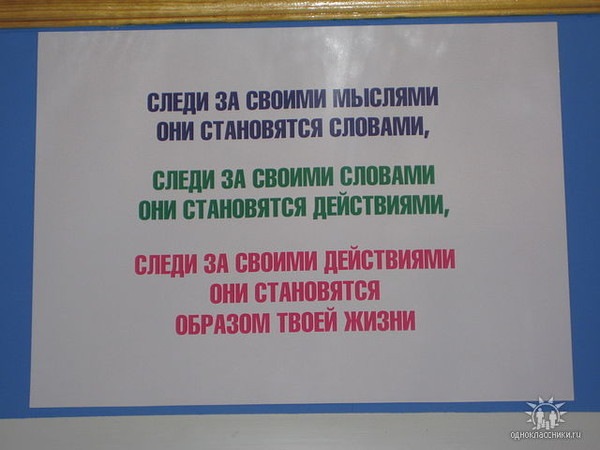 СЛЕДИ ЗА СВОИМИ МЫСЛЯМИ
ОНИ СТАНОВЯТСЯ СЛОВАМИ,
СЛЕДИ ЗА СВОИМИ СЛОВАМИ
ОНИ СТАНОВЯТСЯ ДЕЙСТВИЯМИ,
СЛЕДИ ЗА СВОИМИ ДЕЙСТВИЯМИ
ОНИ СТАНОВЯТСЯ
ОБРАЗОМ ТВОЕЙ ЖИЗНИ
одноклассники.ru